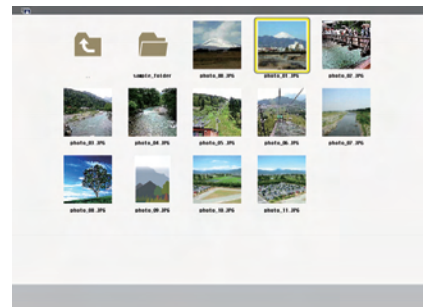 ..
sample_folder
photo_00.JPG
photo_01.JPG
photo_02.JPG
photo_03.JPG
photo_04.JPG
photo_05.JPG
photo_06.JPG
photo_07.JPG
photo_08.JPG
photo_09.JPG
photo_10.JPG
photo_11.JPG